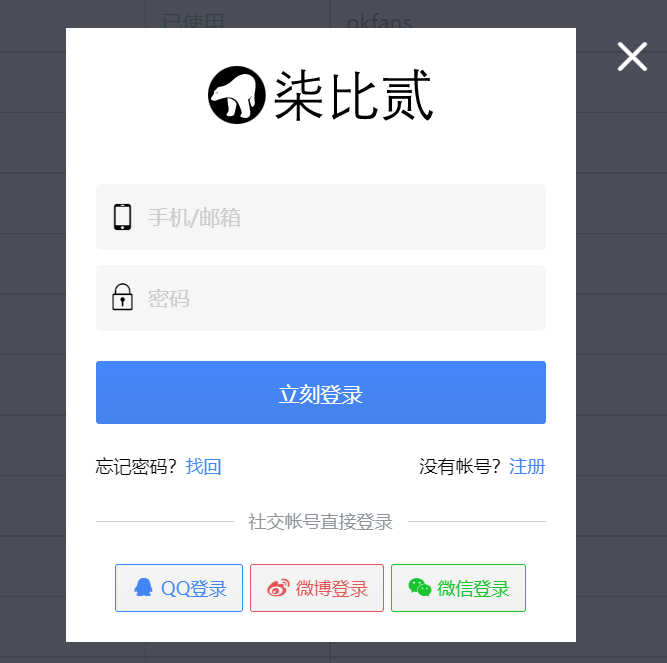 已使用 okfans
柒比贰
手机/邮箱
密码
立刻登录
忘记密码? 找回 没有帐号? 注册
社交帐号直接登录
QQ登录 微博登录 微信登录